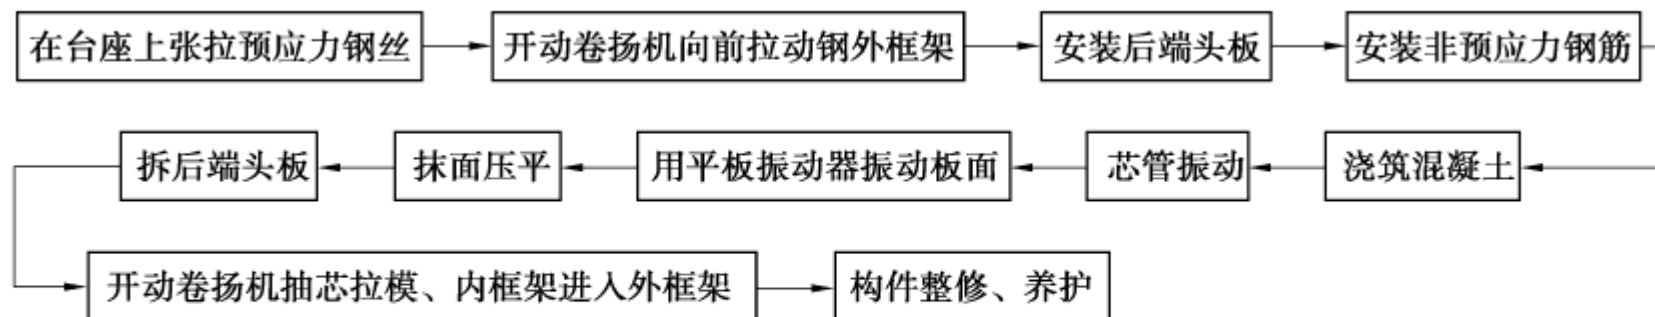 在台座上张拉预应力钢丝
开动卷扬机向前拉动钢外框架
安装后端头板
安装非预应力钢筋
浇筑混凝土
芯管振动
用平板振动器振动板面
抹面压平
拆后端头板
开动卷扬机抽芯拉模、内框架进入外框架
构件整修、养护